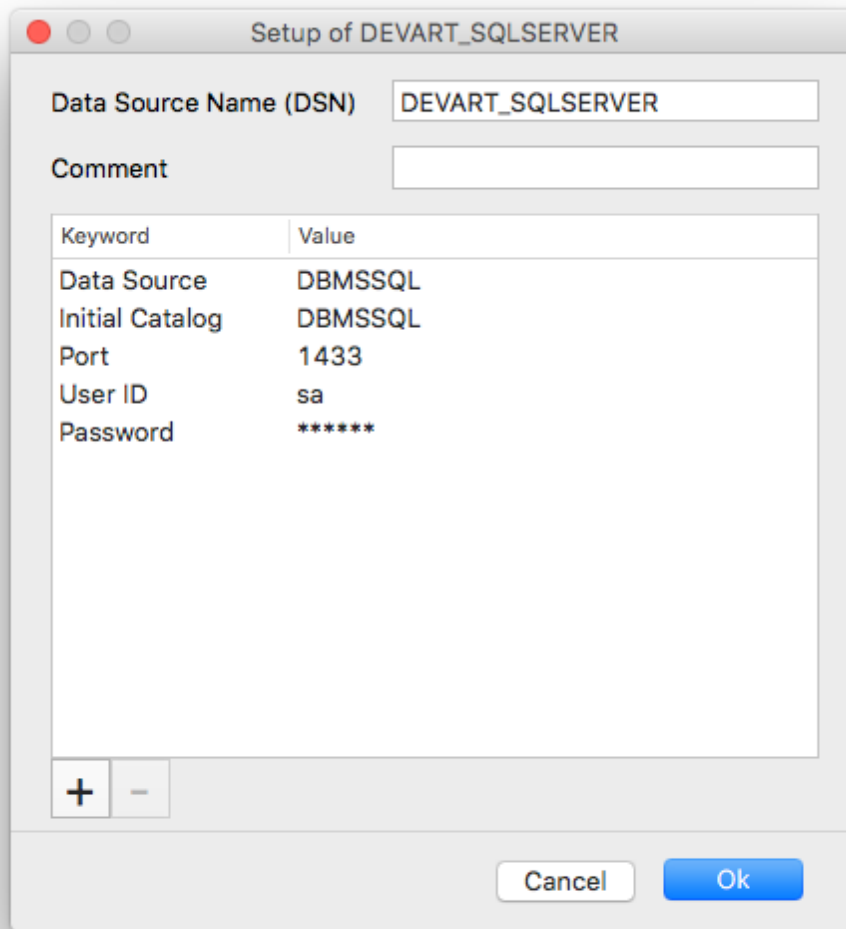 Setup of DEVART_SQLSERVER
Data Source Name (DSN) DEVART_SQLSERVER
Comment
Keyword Value
Data Source DBMSSQL
Initial Catalog DBMSSQL
Port 1433
User ID sa
Password ******
+ -
Cancel Ok